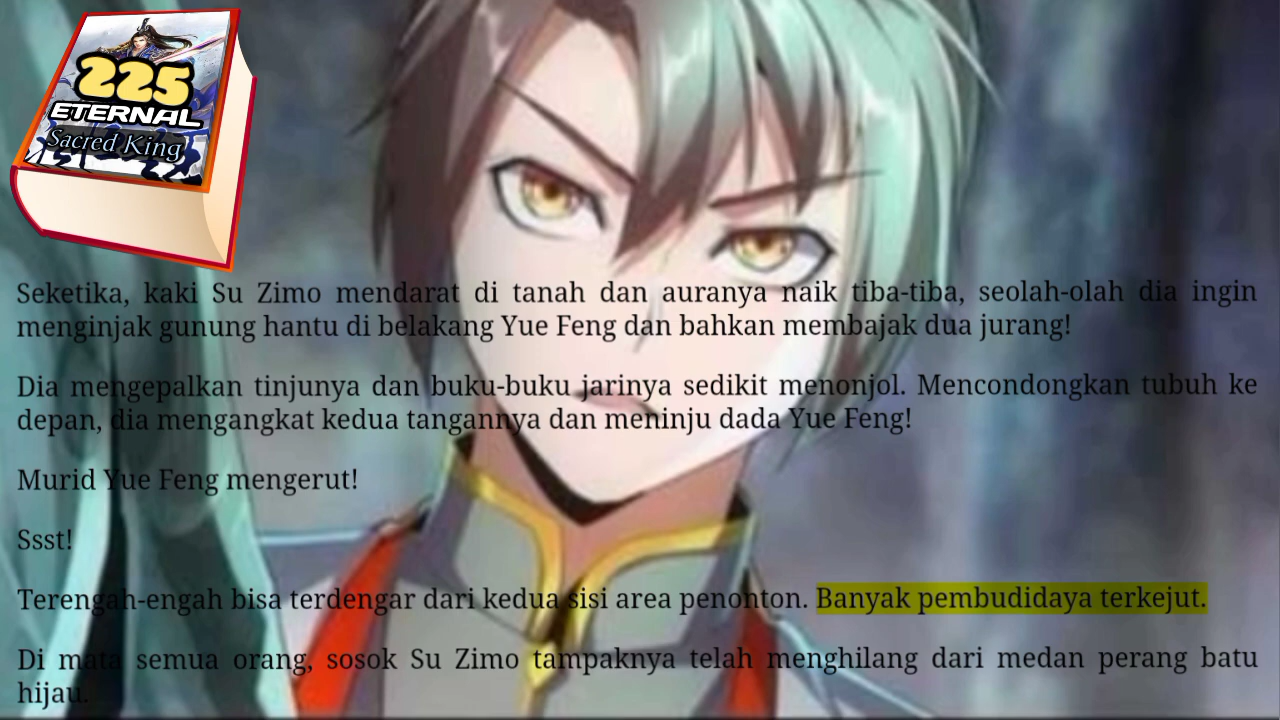 225
ETERNAL
Sacred King
Seketika, kaki Su Zimo mendarat di tanah dan auranya naik tiba-tiba, seolah-olah dia ingin
menginjak gunung hantu di belakang Yue Feng dan bahkan membajak dua jurang!
Dia mengepalkan tinjunya dan buku-buku jarinya sedikit menonjol. Mencondongkan tubuh ke
depan, dia mengangkat kedua tangannya dan meninju dada Yue Feng!
Murid Yue Feng mengerut!
Ssst!
Terengah-engah bisa terdengar dari kedua sisi area penonton. Banyak pembudidaya terkejut.
Di mata semua orang, sosok Su Zimo tampaknya telah menghilang dari medan perang batu
hijau.